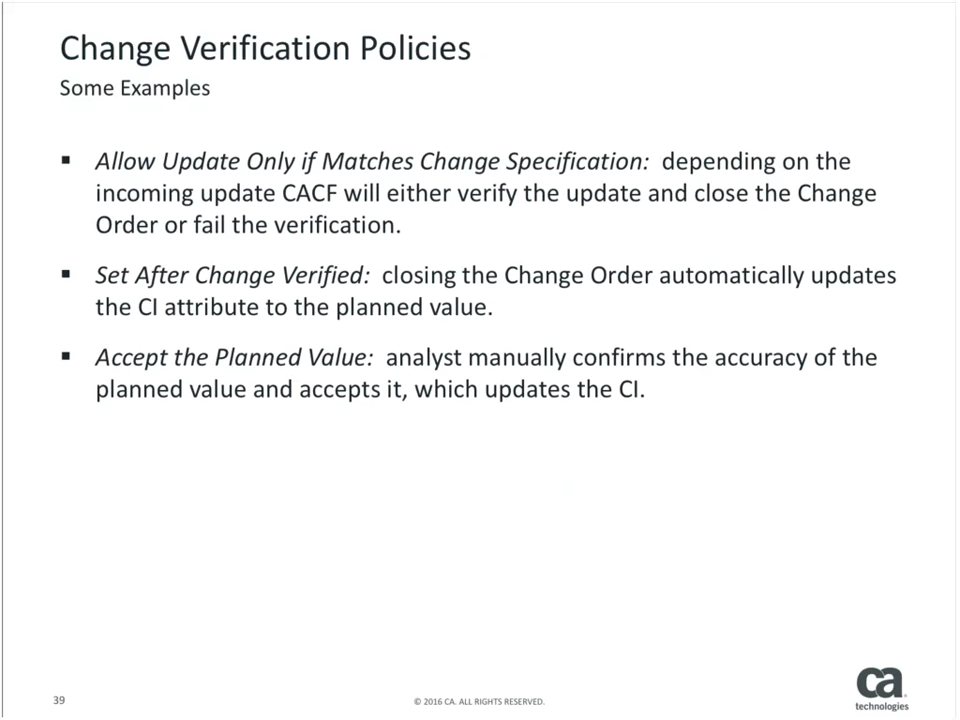 Change Verification Policies
Some Examples
▪ Allow Update Only if Matches Change Specification: depending on the
incoming update CACF will either verify the update and close the Change
Order or fail the verification.
▪ Set After Change Verified: closing the Change Order automatically updates
the CI attribute to the planned value.
▪ Accept the Planned Value: analyst manually confirms the accuracy of the
planned value and accepts it, which updates the CI.
39
© 2016 CA. ALL RIGHTS RESERVED.
ca
technologies